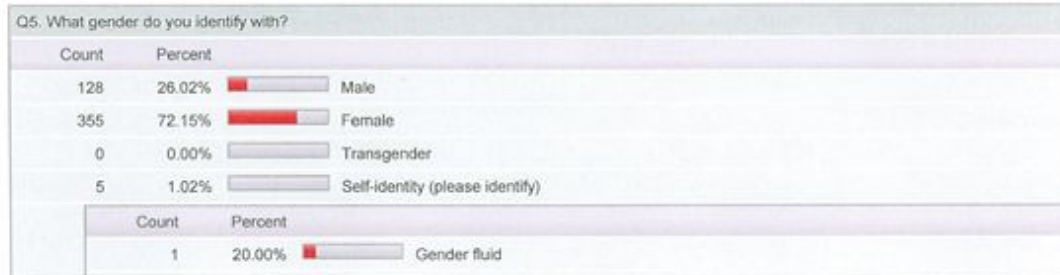 Q5. What gender do you identify with?
Count Percent
128 26.02% Male
355 72.15% Female
0 0.00% Transgender
5 1.02% Self-identity (please identify)
Count Percent
1 20.00% Gender fluid